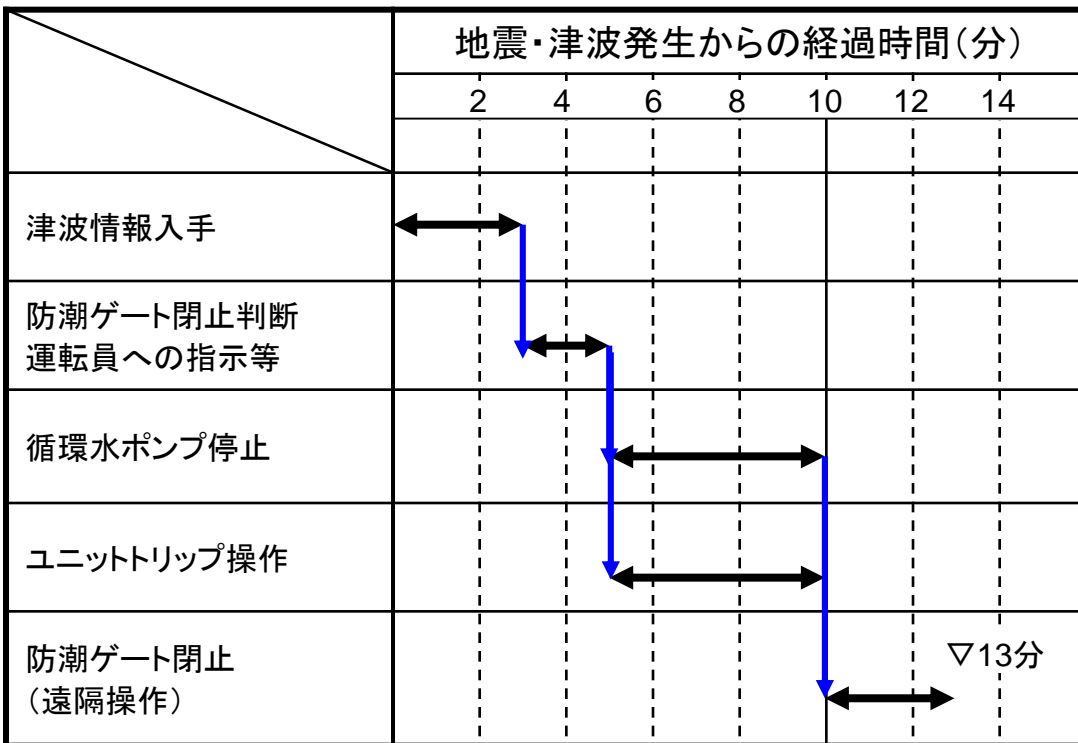 地震・津波発生からの経過時間(分)
2 4 6 8 10 12 14
津波情報入手
防潮ゲート閉止判断
運転員への指示等
循環水ポンプ停止
ユニットトリップ操作
防潮ゲート閉止
(遠隔操作)
▽13分